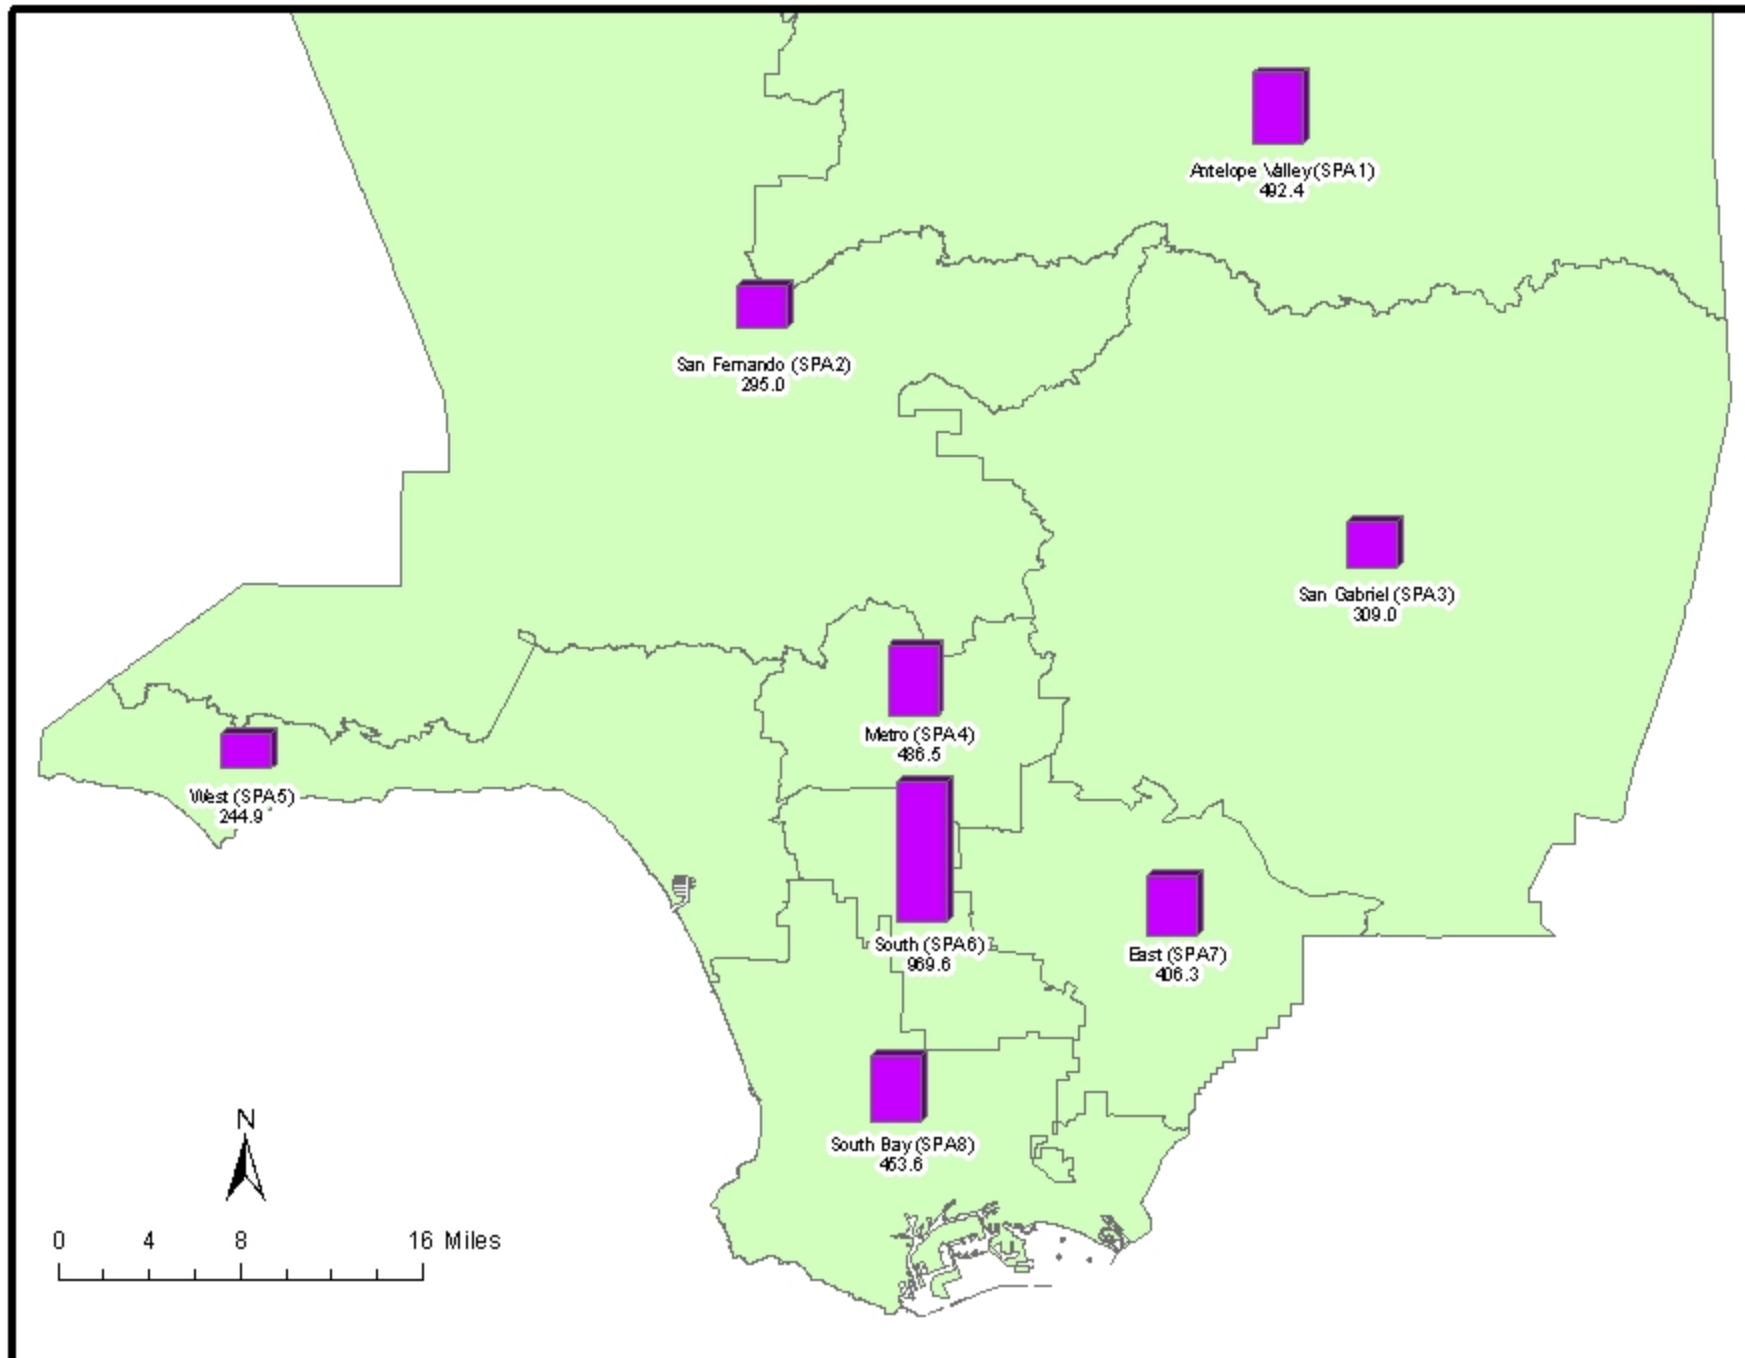 Antelope Valley (SPA1)
492.4
San Fernando (SPA2)
295.0
San Gabriel (SPA3)
309.0
Metro (SPA4)
486.5
West (SPA5)
244.9
South (SPA6)
969.6
East (SPA7)
406.3
South Bay (SPA8)
453.6
N
0 4 8 16 Miles